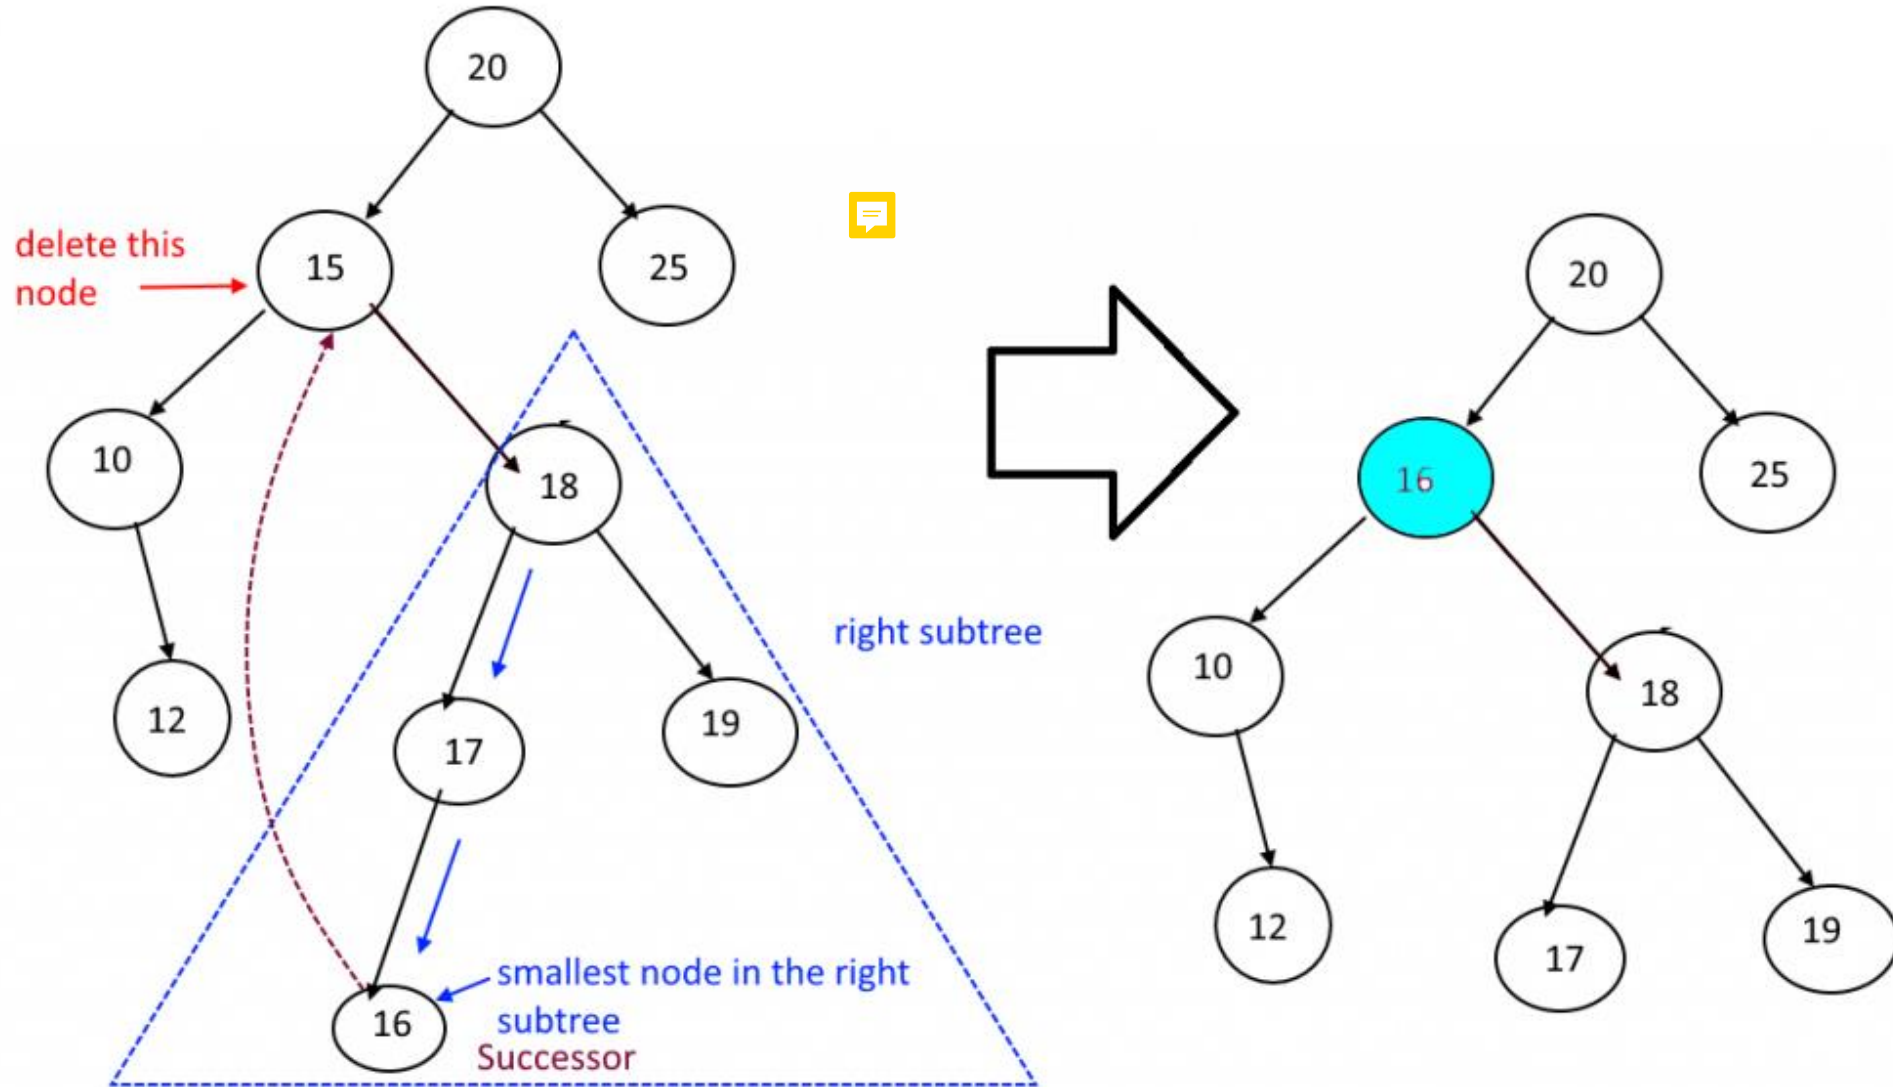 20
delete this
node
15
25
10
18
12
17
19
right subtree
16
smallest node in the right
subtree
Successor
20
16
25
10
18
12
17
19